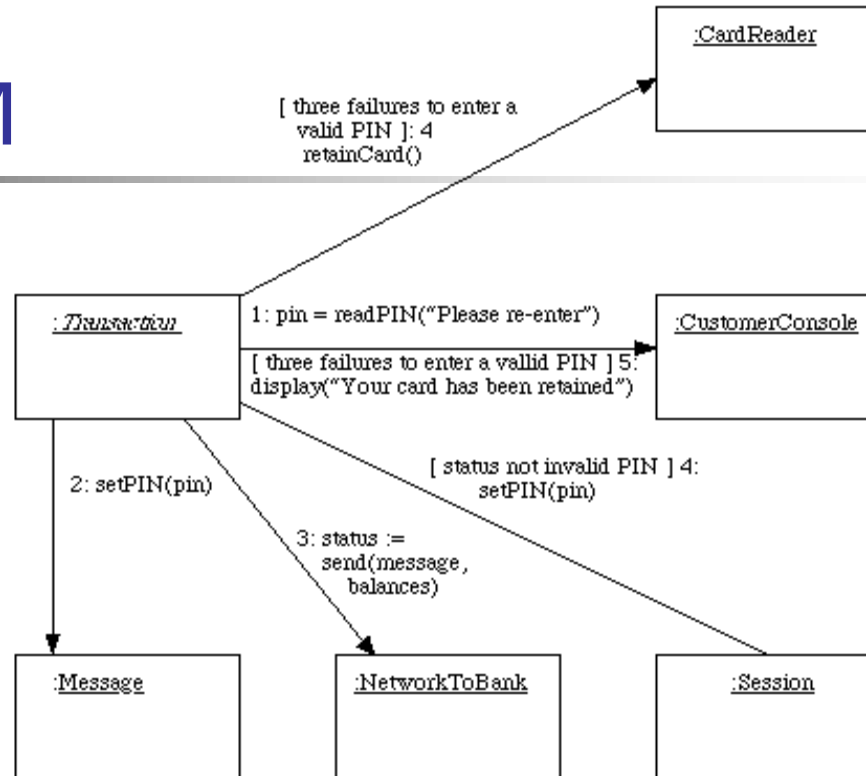 M
:CardReader
[ three failures to enter a
valid PIN ]: 4
retainCard()
:Transaction
1: pin = readPIN(“Please re-enter”)
:CustomerConsole
[ three failures to enter a vallid PIN ] 5:
display(“Your card has been retained”)
[ status not invalid PIN ] 4:
setPIN(pin)
2: setPIN(pin)
3: status :=
send(message,
balances)
:Message
:NetworkToBank
:Session